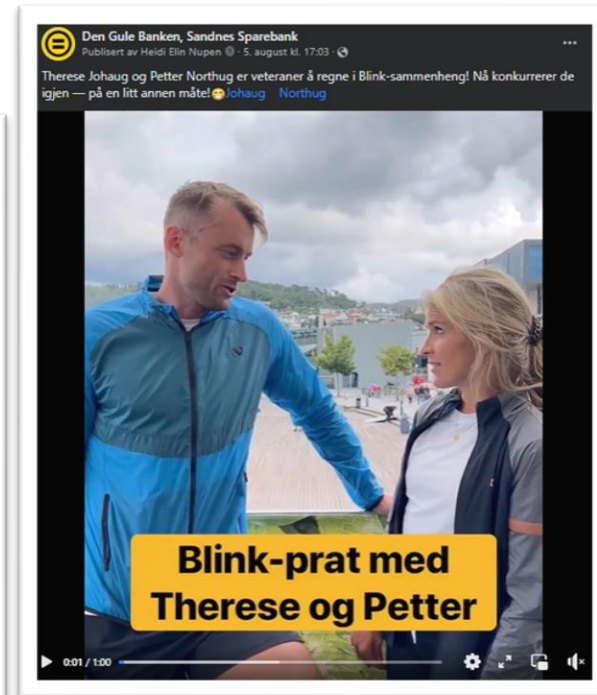 Den Gule Banken, Sandnes Sparebank
Publisert av Heidi Elin Nupen · 5. august kl. 17:03 ·
Therese Johaug og Petter Northug er veteraner å regne i Blink-sammenheng! Nå konkurrerer de
igjen — på en litt annen måte!😁Johaug Northug
Blink-prat med
Therese og Petter
0:01 / 1:00